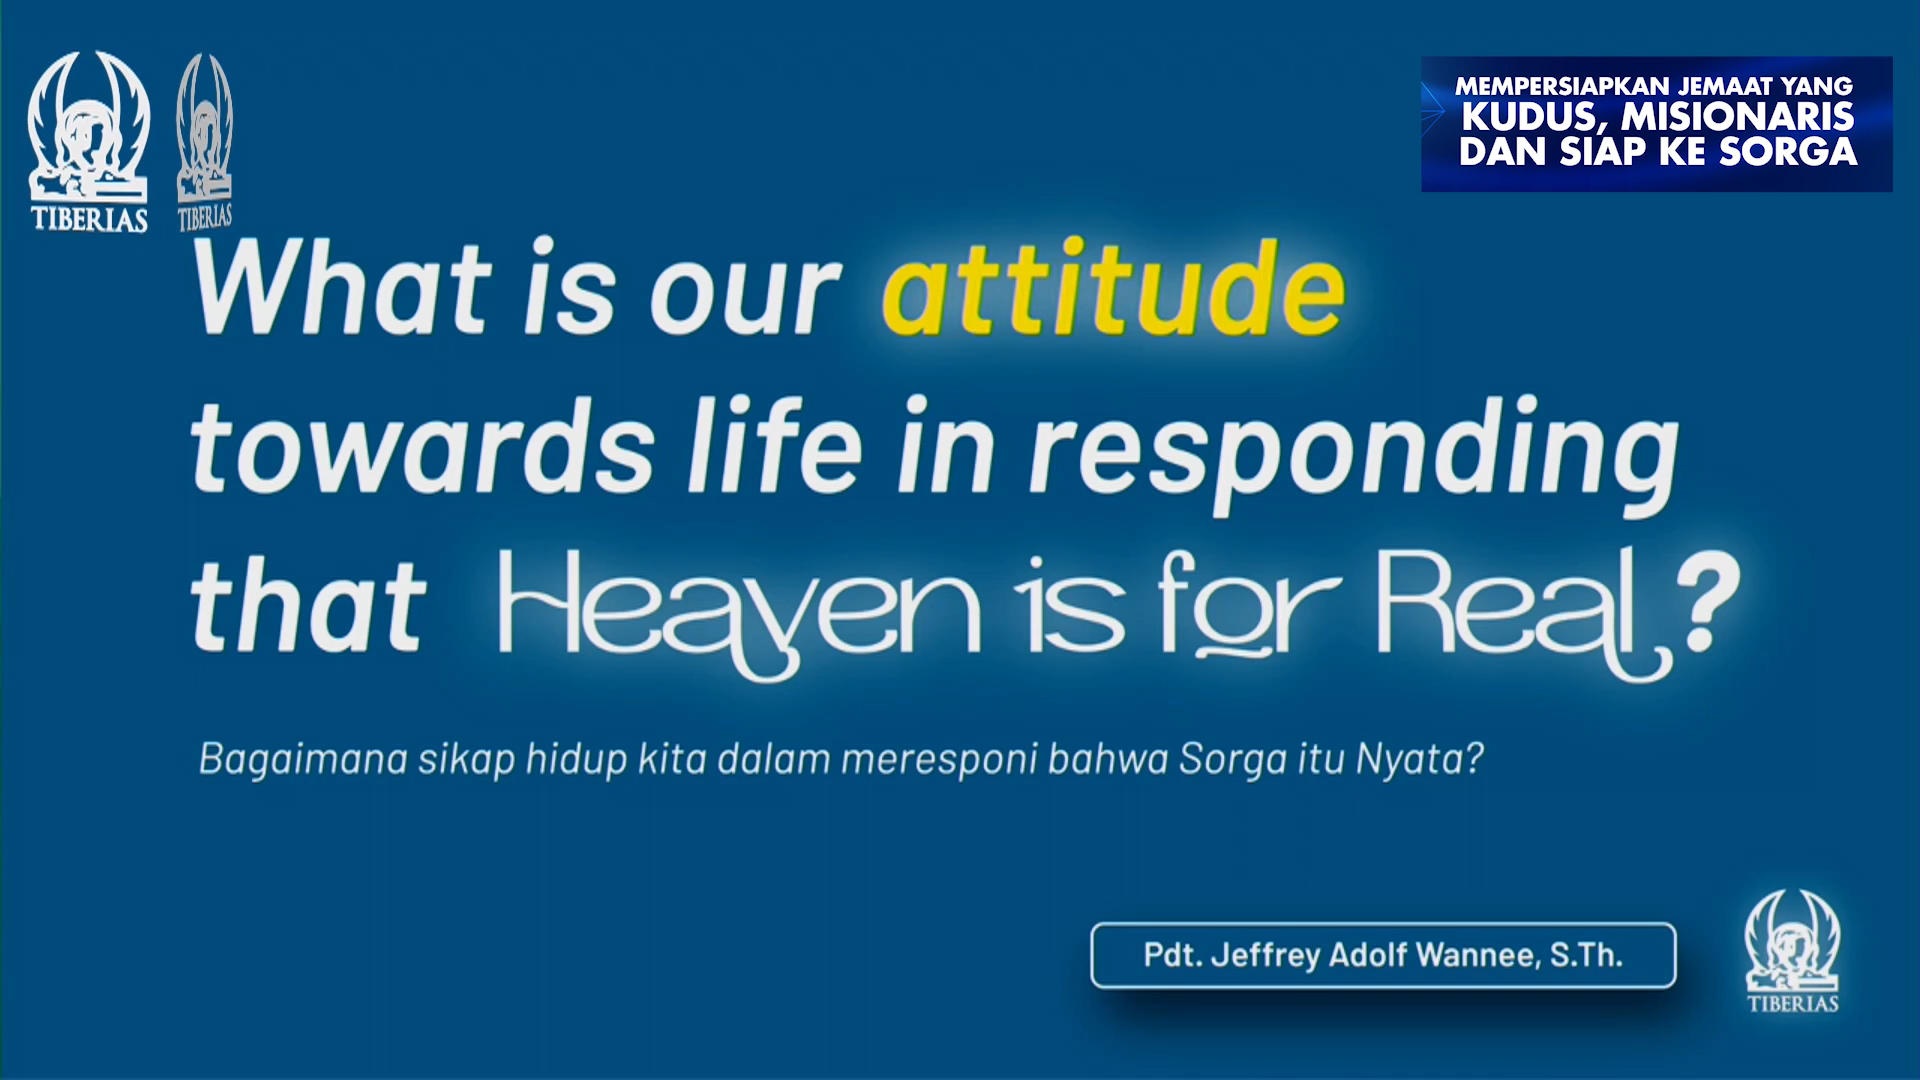 TIBERIAS
TIBERIAS
MEMPERSIAPKAN JEMAAT YANG
KUDUS, MISIONARIS
DAN SIAP KE SORGA
What is our attitude
towards life in responding
that Heaven is for Real?
Bagaimana sikap hidup kita dalam meresponi bahwa Sorga itu Nyata?
Pdt. Jeffrey Adolf Wannee, S.Th.
TIBERIAS